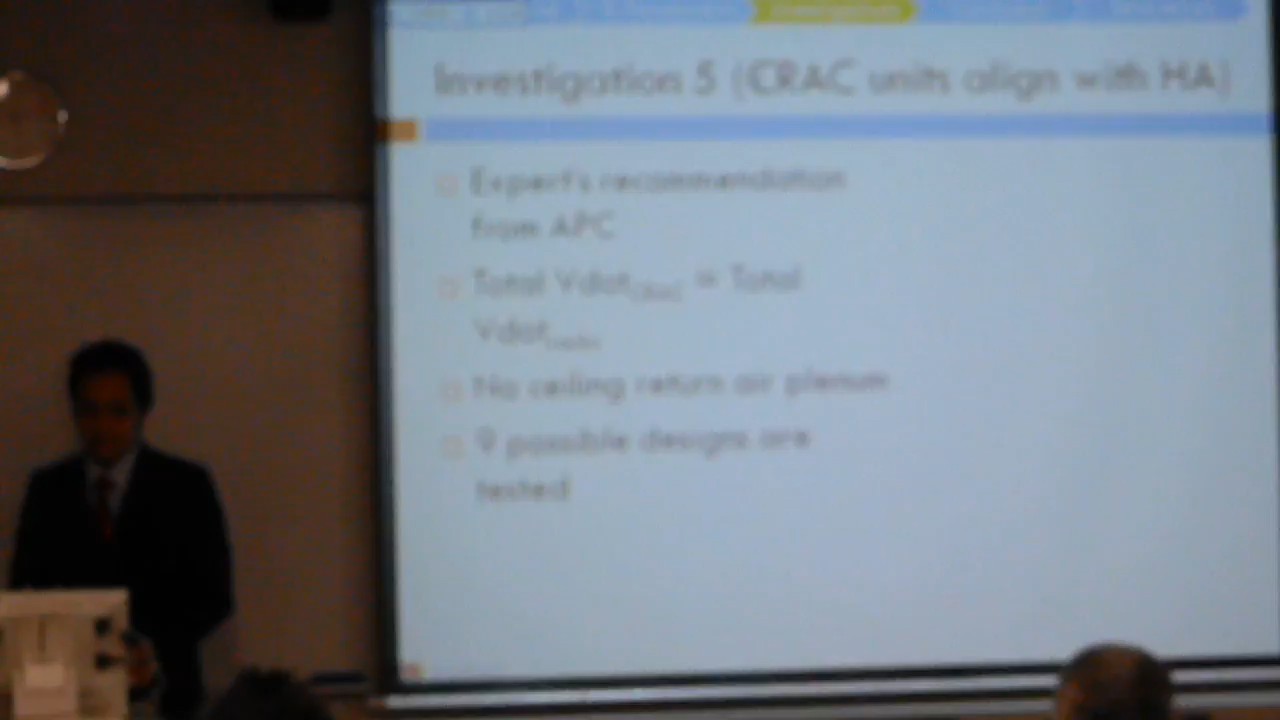 Investigation 5 (CRAC units align with HA)
Expert's recommendation
from APC
Total Vdot = Total
Vdot
No ceiling return air plenum
9 possible designs are
tested